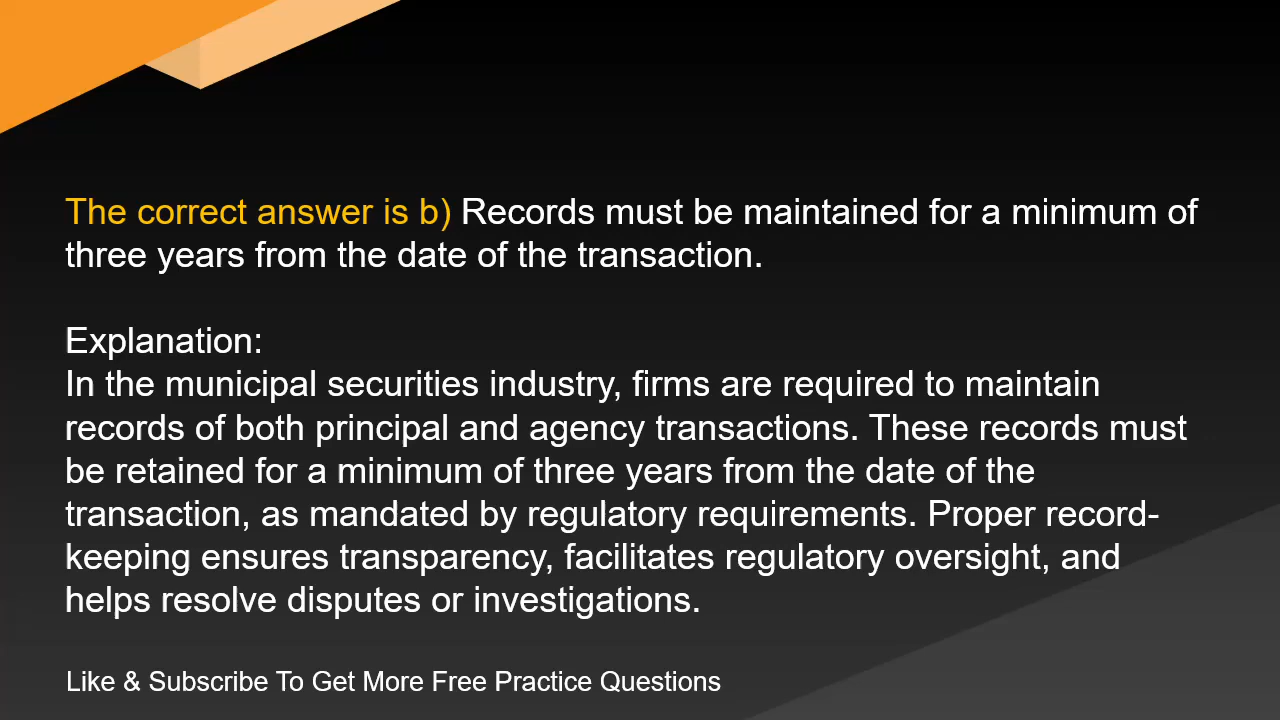 The correct answer is b) Records must be maintained for a minimum of
three years from the date of the transaction.
Explanation:
In the municipal securities industry, firms are required to maintain
records of both principal and agency transactions. These records must
be retained for a minimum of three years from the date of the
transaction, as mandated by regulatory requirements. Proper record-
keeping ensures transparency, facilitates regulatory oversight, and
helps resolve disputes or investigations.
Like & Subscribe To Get More Free Practice Questions